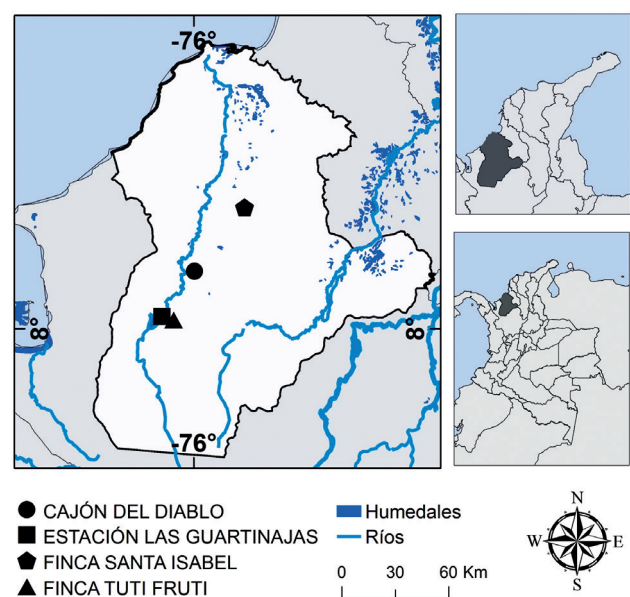 -76°
8°
8°
-76°
CAJÓN DEL DIABLO
ESTACIÓN LAS GUARTINAJAS
FINCA SANTA ISABEL
FINCA TUTI FRUTI
Humedales
Ríos
0 30 60 Km
N
W E
S